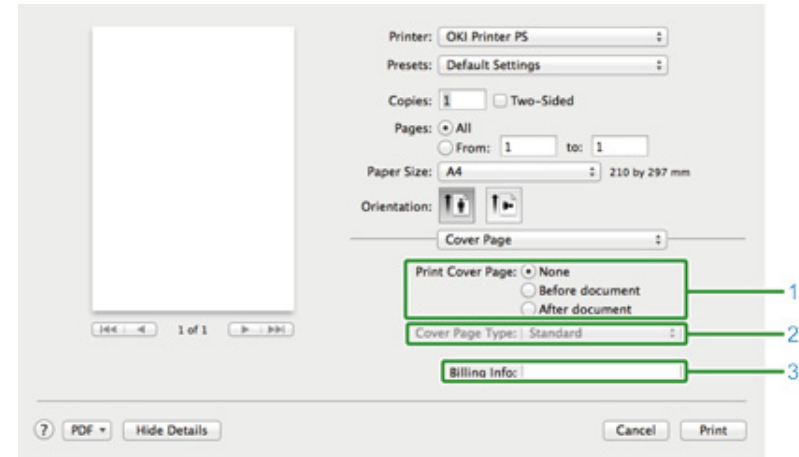 Printer: OKI Printer PS
Presets: Default Settings
Copies: 1 Two-Sided
Pages: All
From: 1 to: 1
Paper Size: A4 210 by 297 mm
Orientation:
Cover Page
Print Cover Page: None
Before document
After document
1
Cover Page Type: Standard
2
Billing Info:
3
1 of 1
? PDF Hide Details Cancel Print